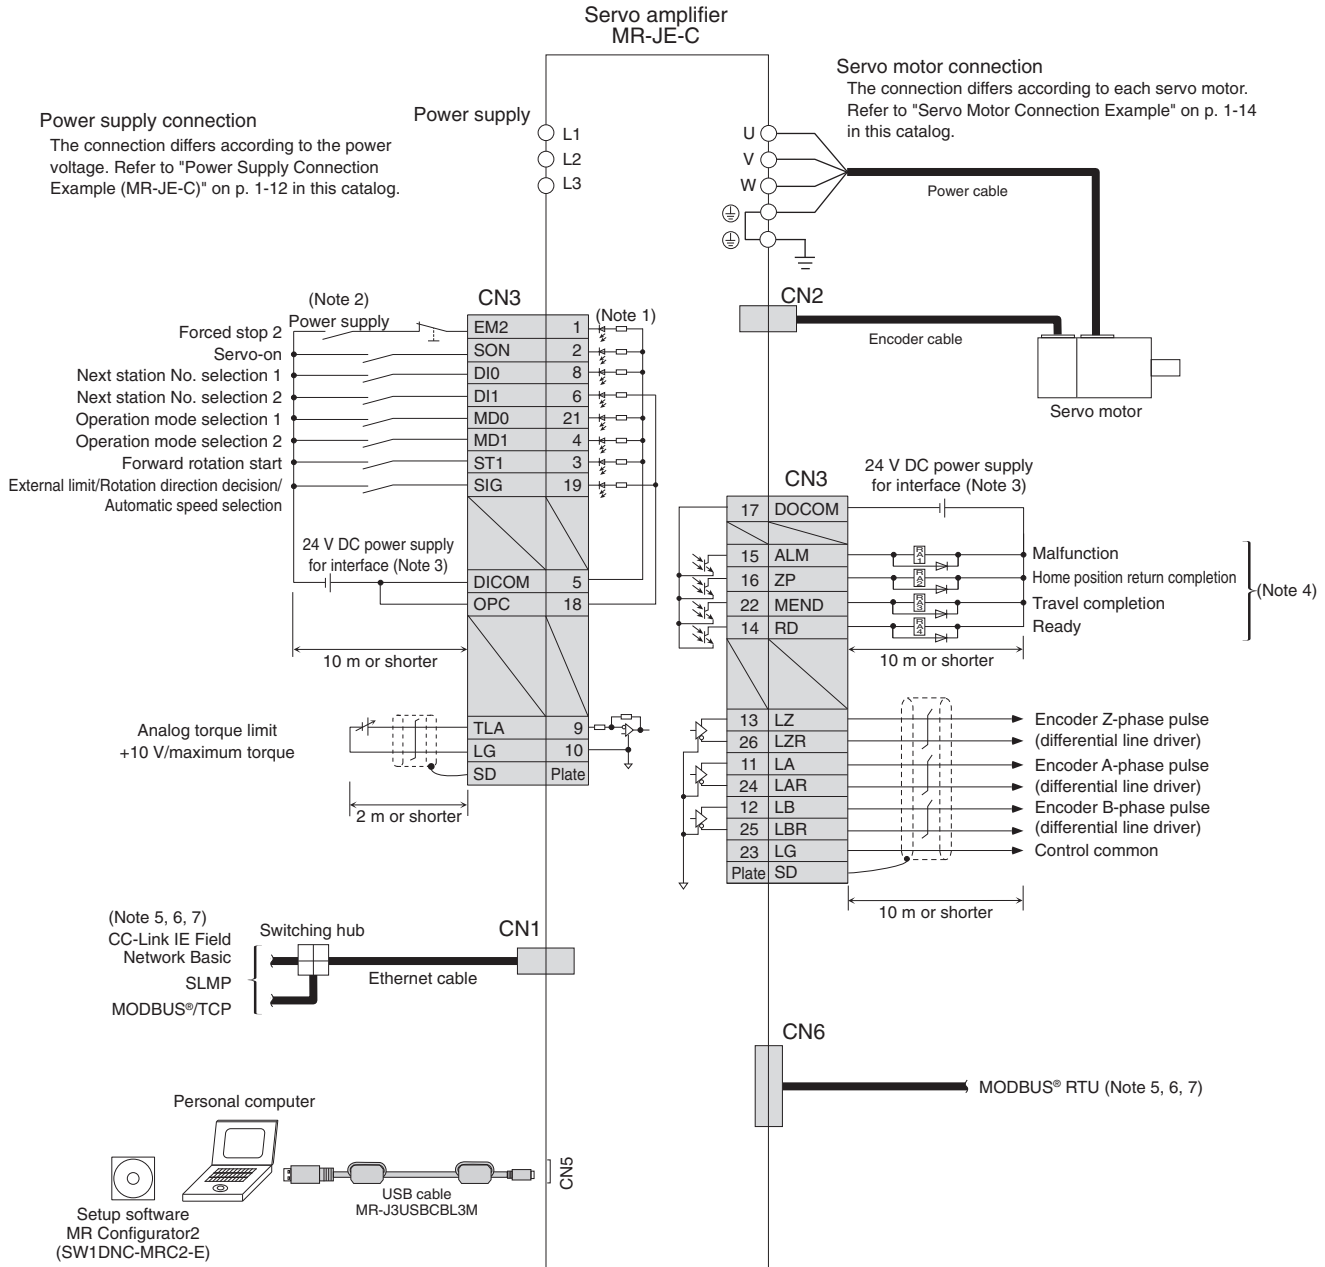 Servo amplifier
MR-JE-C
Power supply connection
The connection differs according to the power
voltage. Refer to "Power Supply Connection
Example (MR-JE-C)" on p. 1-12 in this catalog.
Power supply
L1
L2
L3
Servo motor connection
The connection differs according to each servo motor.
Refer to "Servo Motor Connection Example" on p. 1-14
in this catalog.
U
V
W
Power cable
CN2
Encoder cable
Servo motor
CN3
(Note 2)
Power supply
(Note 1)
Forced stop 2 EM2 1
Servo-on SON 2
Next station No. selection 1 DI0 8
Next station No. selection 2 DI1 6
Operation mode selection 1 MD0 21
Operation mode selection 2 MD1 4
Forward rotation start ST1 3
External limit/Rotation direction decision/ SIG 19
Automatic speed selection
24 V DC power supply
for interface (Note 3)
DICOM 5
OPC 18
10 m or shorter
Analog torque limit
+10 V/maximum torque
TLA 9
LG 10
SD Plate
2 m or shorter
CN3
24 V DC power supply
for interface (Note 3)
17 DOCOM
15 ALM RA1 Malfunction
16 ZP RA2 Home position return completion
22 MEND RA3 Travel completion
14 RD RA4 Ready
(Note 4)
10 m or shorter
13 LZ Encoder Z-phase pulse
26 LZR (differential line driver)
11 LA Encoder A-phase pulse
24 LAR (differential line driver)
12 LB Encoder B-phase pulse
25 LBR (differential line driver)
23 LG Control common
Plate SD
10 m or shorter
(Note 5, 6, 7)
CC-Link IE Field
Network Basic
SLMP
MODBUS®/TCP
Switching hub
Ethernet cable
CN1
CN6
MODBUS® RTU (Note 5, 6, 7)
Personal computer
CN5
USB cable
MR-J3USBCBL3M
Setup software
MR Configurator2
(SW1DNC-MRC2-E)